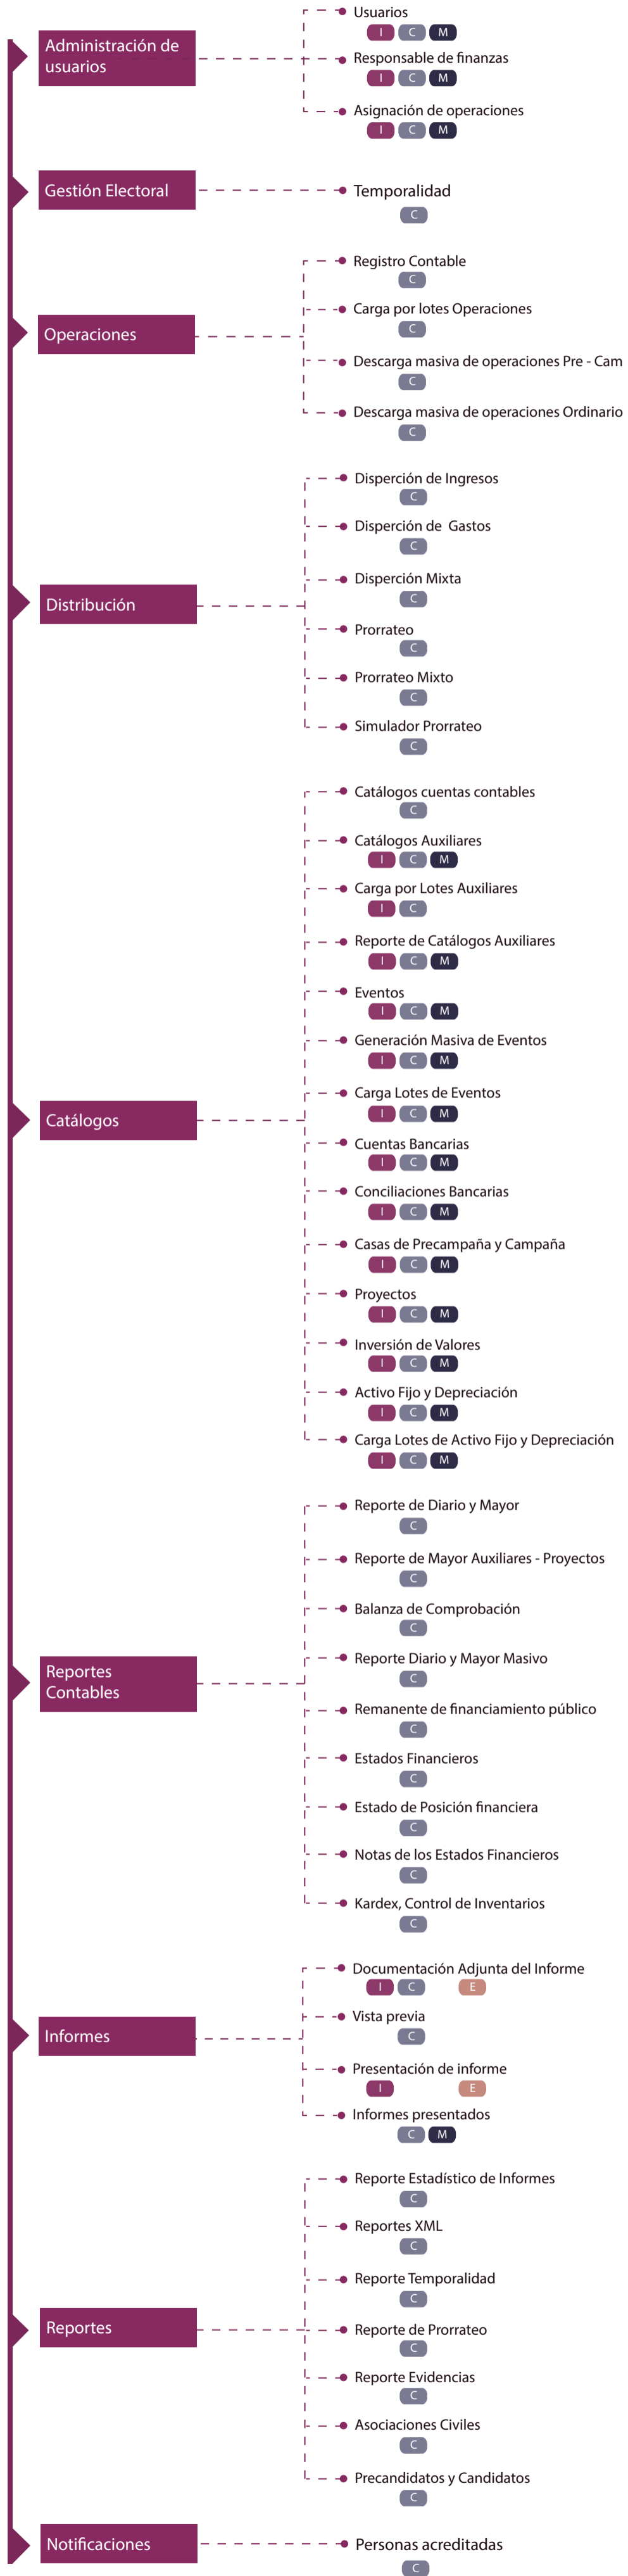 Administración de
usuarios
Usuarios
I C M
Responsable de finanzas
I C M
Asignación de operaciones
I C M
Gestión Electoral
Temporalidad
C
Operaciones
Registro Contable
C
Carga por lotes Operaciones
C
Descarga masiva de operaciones Pre - Cam
C
Descarga masiva de operaciones Ordinario
C
Distribución
Disperción de Ingresos
C
Disperción de Gastos
C
Disperción Mixta
C
Prorrateo
C
Prorrateo Mixto
C
Simulador Prorrateo
C
Catálogos
Catálogos cuentas contables
C
Catálogos Auxiliares
I C M
Carga por Lotes Auxiliares
I C
Reporte de Catálogos Auxiliares
I C M
Eventos
I C M
Generación Masiva de Eventos
I C M
Carga Lotes de Eventos
I C M
Cuentas Bancarias
I C M
Conciliaciones Bancarias
I C M
Casas de Precampaña y Campaña
I C M
Proyectos
I C M
Inversión de Valores
I C M
Activo Fijo y Depreciación
I C M
Carga Lotes de Activo Fijo y Depreciación
I C M
Reportes
Contables
Reporte de Diario y Mayor
C
Reporte de Mayor Auxiliares - Proyectos
C
Balanza de Comprobación
C
Reporte Diario y Mayor Masivo
C
Remanente de financiamiento público
C
Estados Financieros
C
Estado de Posición financiera
C
Notas de los Estados Financieros
C
Kardex, Control de Inventarios
C
Informes
Documentación Adjunta del Informe
I C E
Vista previa
C
Presentación de informe
I E
Informes presentados
C M
Reportes
Reporte Estadístico de Informes
C
Reportes XML
C
Reporte Temporalidad
C
Reporte de Prorrateo
C
Reporte Evidencias
C
Asociaciones Civiles
C
Precandidatos y Candidatos
C
Notificaciones
Personas acreditadas
C